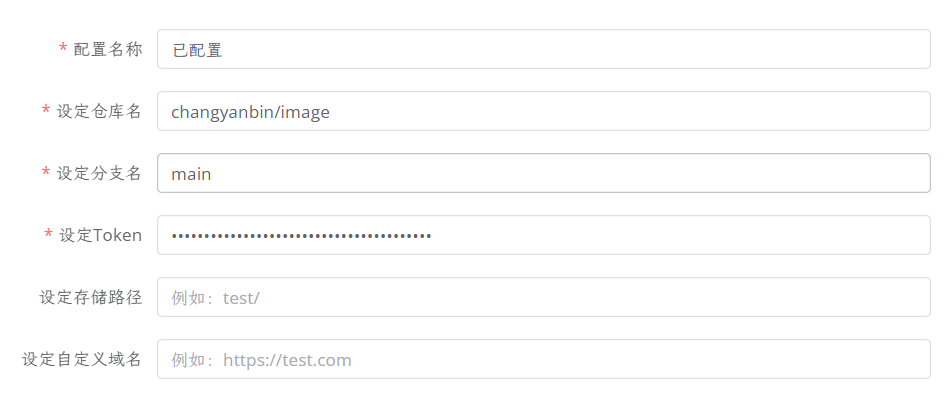 * 配置名称 已配置
* 设定仓库名 changyanbin/image
* 设定分支名 main
* 设定Token ••••••••••••••••••••••••••••••••••••••••
设定存储路径 例如：test/
设定自定义域名 例如：https://test.com